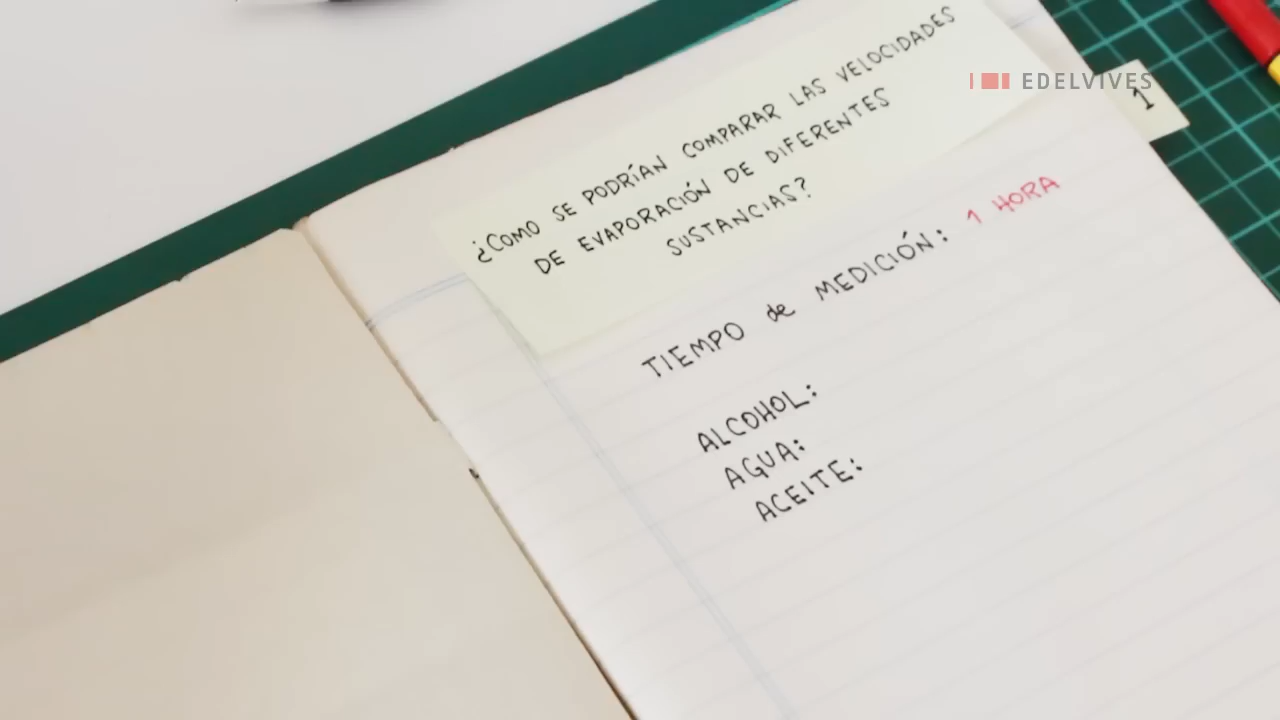 ¿COMO SE PODRÍAN COMPARAR LAS VELOCIDADES
DE EVAPORACIÓN DE DIFERENTES
SUSTANCIAS?
EDELVIVES
1
TIEMPO de MEDICIÓN: 1 HORA
ALCOHOL:
AGUA:
ACEITE: